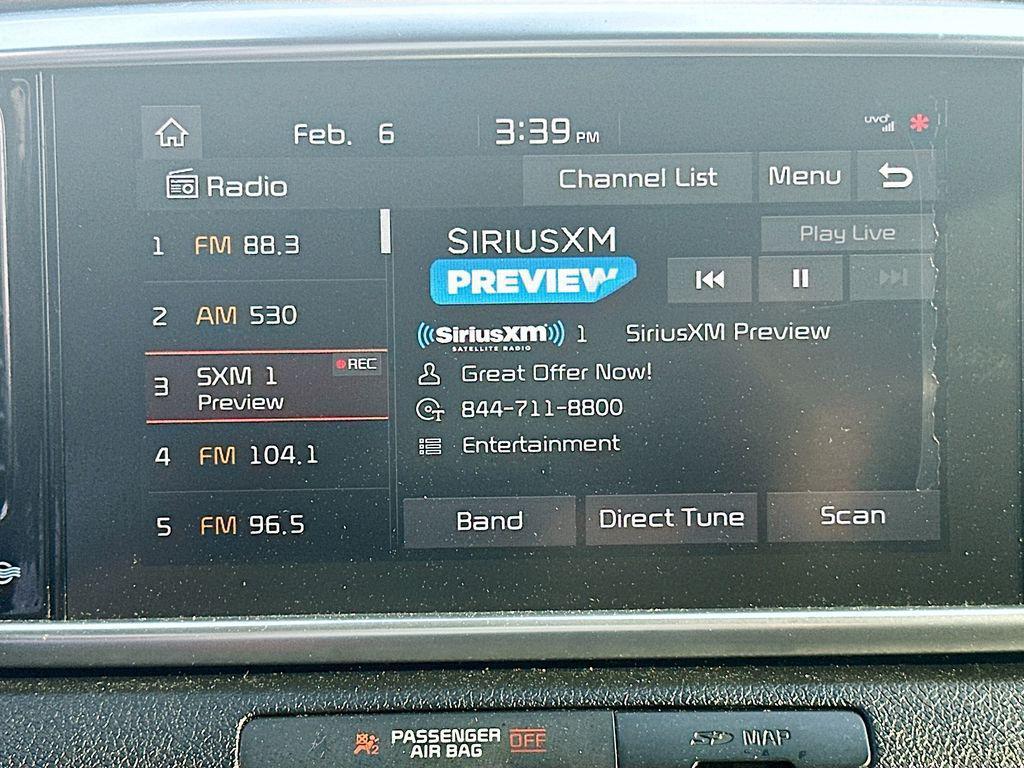 Feb. 6 3:39 PM UVO
Radio Channel List Menu
1 FM 88.3
2 AM 530
3 SXM 1 REC
Preview
4 FM 104.1
5 FM 96.5
SIRIUSXM
PREVIEW
Play Live
SiriusXM 1 SiriusXM Preview
SATELLITE RADIO
Great Offer Now!
844-711-8800
Entertainment
Band Direct Tune Scan
PASSENGER
AIR BAG OFF
2
SD MAP